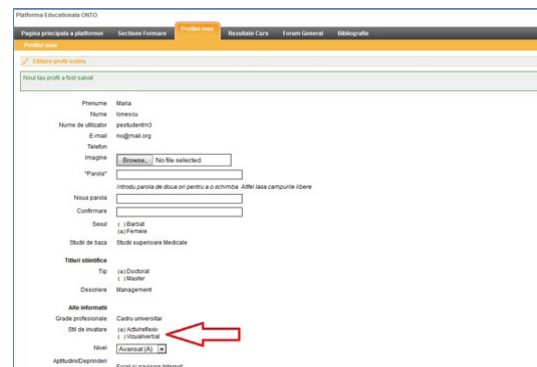 Platforma Educationala ONTO
Pagina principala a platformei Sectiune Formare Profilul meu Rezultate Curs Forum General Bibliografie
Profilul meu
Editare profil extins
Noul tau profil a fost salvat
Prenume Maria
Nume Ionescu
Nume de utilizator pestudentm3
E-mail no@mail.org
Telefon
Imagine Browse... No file selected.
*Parola*
Introdu parola de doua ori pentru a o schimba. Altfel lasa campurile libere
Noua parola
Confirmare
Sexul ( ) Barbat
(x) Femeie
Studii de baza Studii superioare Medicale
Titluri stiintifice
Tip (x) Doctorat
( ) Master
Descriere Management
Alte informatii
Grade profesionale Cadru universitar
Stil de invatare (x) Activ/reflexiv
( ) Vizual/verbal
Nivel Avansat (A)
Aptitudini/Deprinderi
Excel si navigare Internet